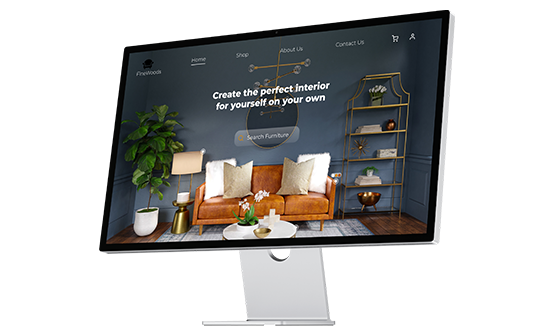 FineWoods
Home
Shop
About Us
Contact Us
Create the perfect interior
for yourself on your own
Search Furniture